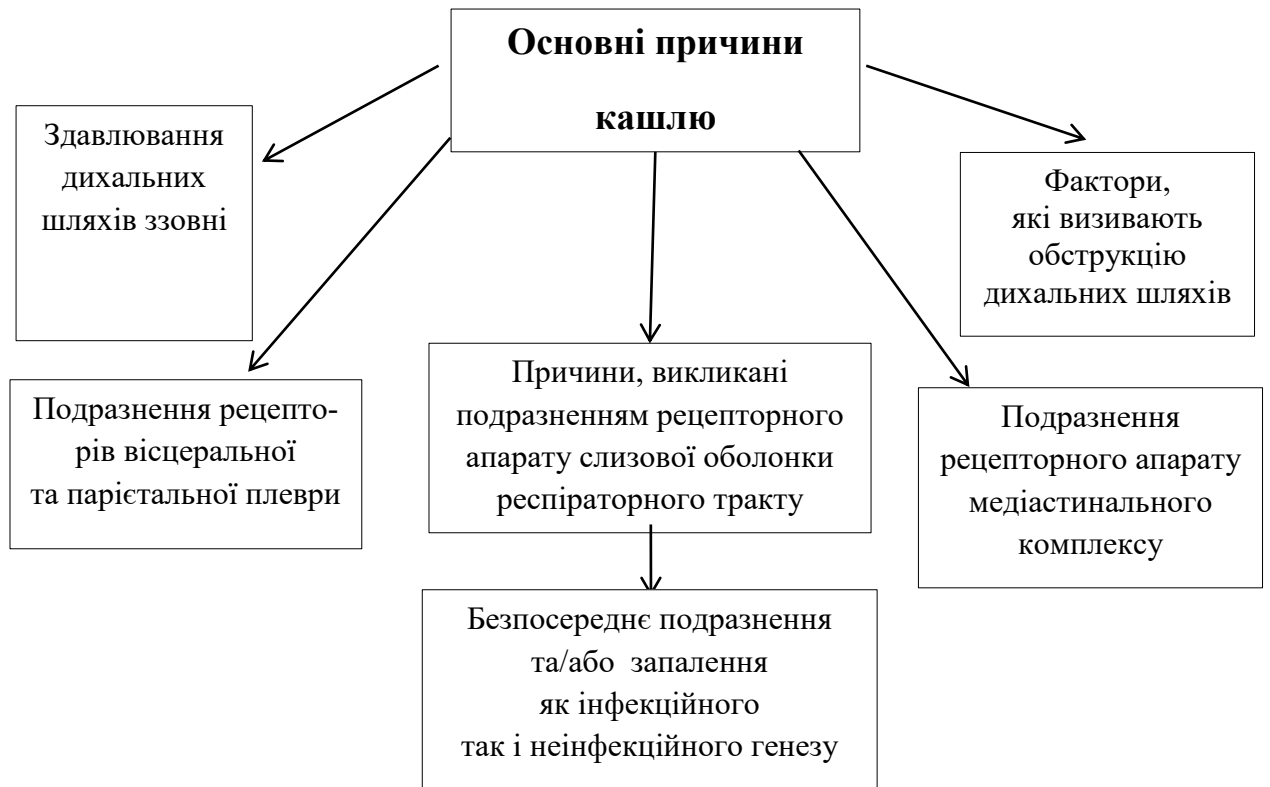 Основні причини
кашлю
Здавлювання
дихальних
шляхів ззовні
Фактори,
які визивають
обструкцію
дихальних шляхів
Подразнення рецепто-
рів вісцеральної
та парієтальної плеври
Причини, викликані
подразненням рецепторного
апарату слизової оболонки
респіраторного тракту
Подразнення
рецепторного апарату
медіастинального
комплексу
Безпосереднє подразнення
та/або запалення
як інфекційного
так і неінфекційного генезу